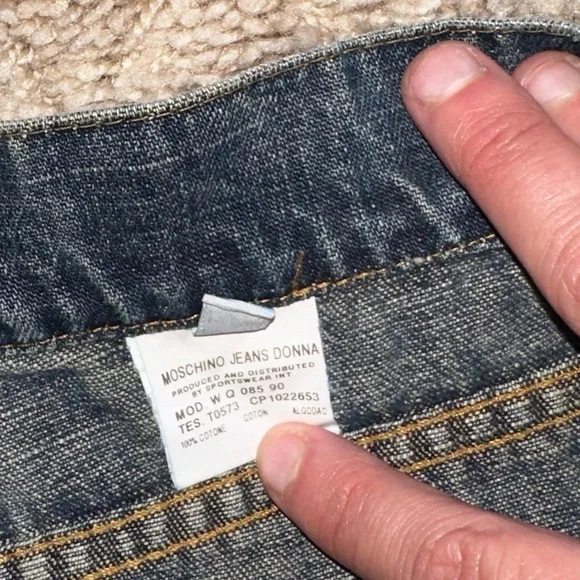 MOSCHINO JEANS DONNA
PRODUCED AND DISTRIBUTED
BY SPORTSWEAR INT
MOD. W Q 085 90
TES. T0573 CP1022653
100% COTONE COTON ALGODAO